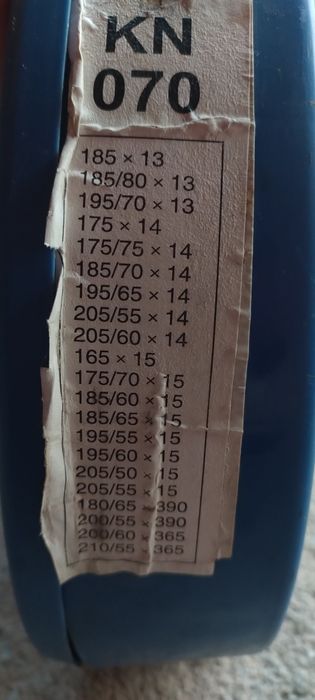 KN
070
185 × 13
185/80 × 13
195/70 × 13
175 × 14
175/75 × 14
185/70 × 14
195/65 × 14
205/55 × 14
205/60 × 14
165 × 15
175/70 × 15
185/60 × 15
185/65 × 15
195/55 × 15
195/60 × 15
205/50 × 15
205/55 × 15
180/65 × 390
200/55 × 390
200/60 × 365
210/55 × 365